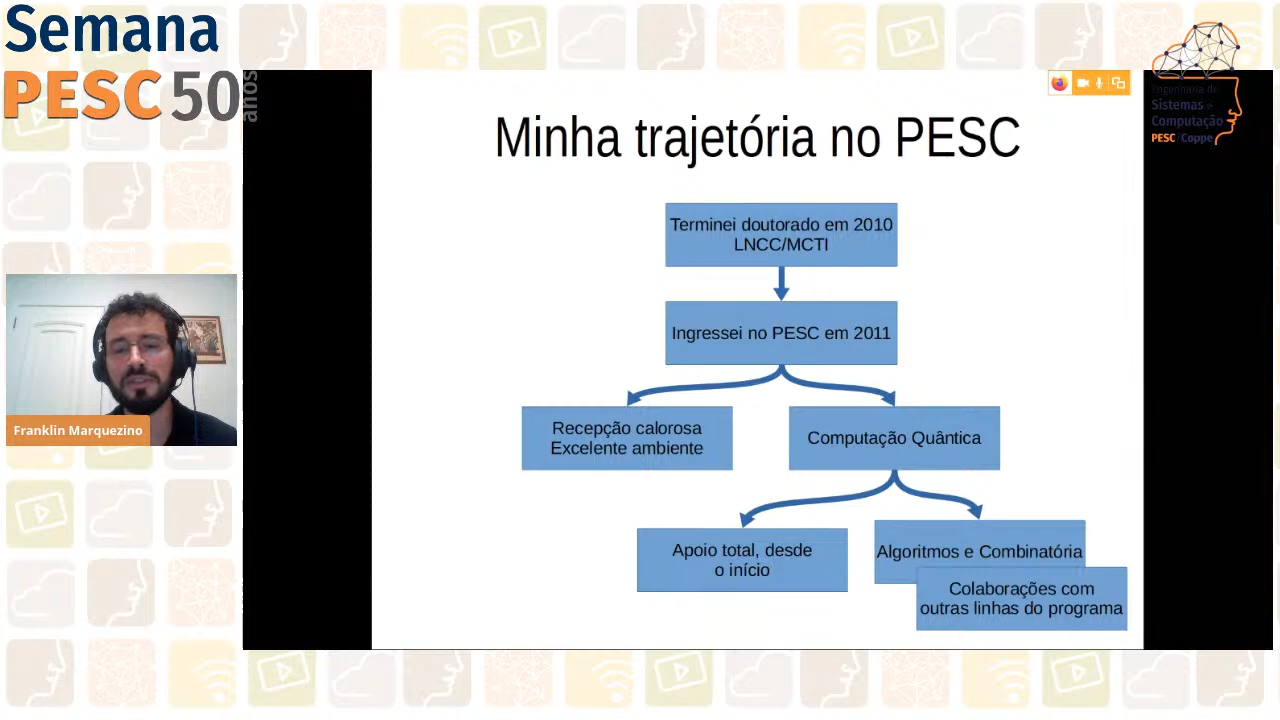 Semana
PESC 50
anos
Engenharia de
Sistemas e
Computação
PESC/Coppe
Minha trajetória no PESC
Terminei doutorado em 2010
LNCC/MCTI
Ingressei no PESC em 2011
Recepção calorosa
Excelente ambiente
Computação Quântica
Apoio total, desde
o início
Algoritmos e Combinatória
Colaborações com
outras linhas do programa
Franklin Marquezino